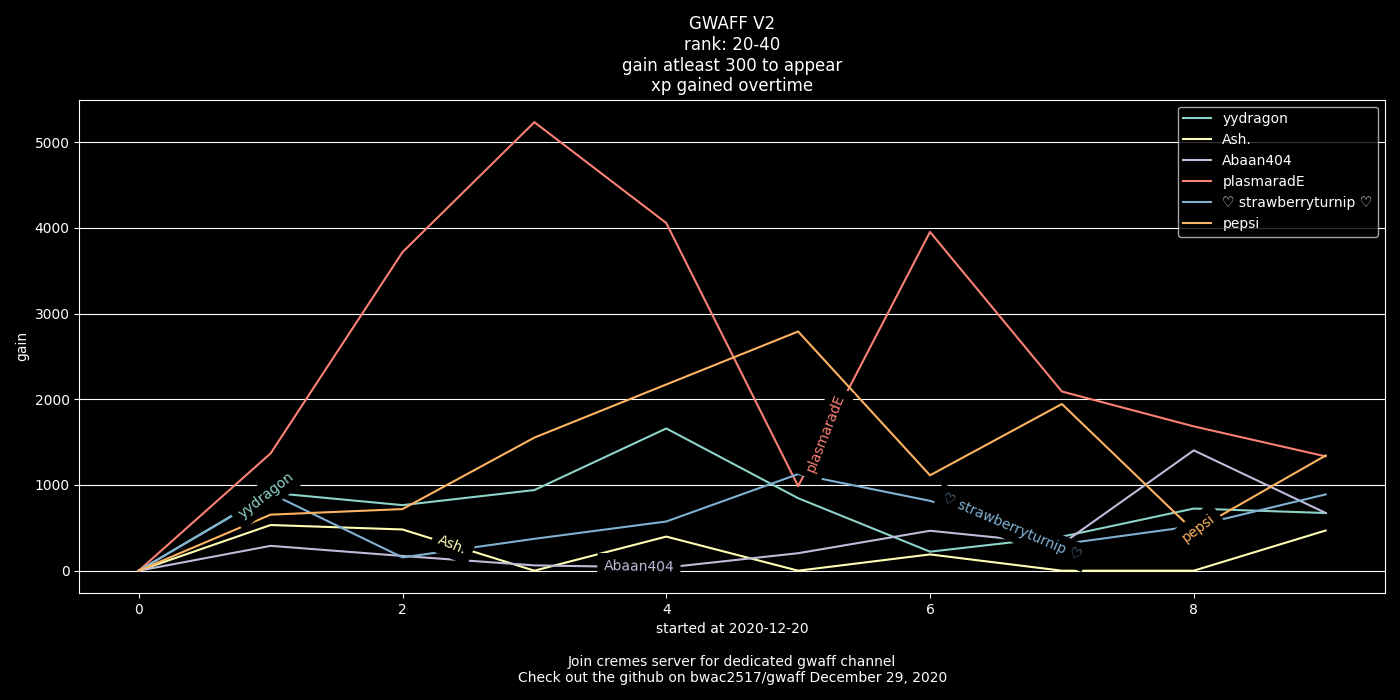 GWAFF V2
rank: 20-40
gain atleast 300 to appear
xp gained overtime
yydragon
Ash.
Abaan404
plasmaradE
♡ strawberryturnip ♡
pepsi
5000
4000
3000
2000
1000
0
gain
yydragon
Ash.
Abaan404
plasmaradE
♡ strawberryturnip ♡
pepsi
0 2 4 6 8
started at 2020-12-20
Join cremes server for dedicated gwaff channel
Check out the github on bwac2517/gwaff December 29, 2020